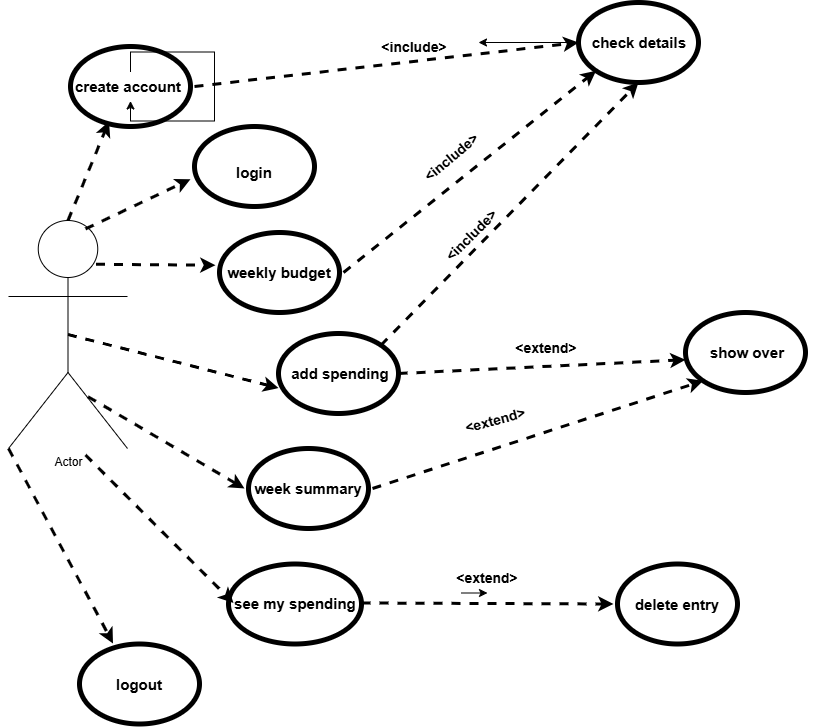 <include>
check details
create account
login
<include>
<include>
weekly budget
add spending
<extend>
show over
<extend>
Actor
week summary
<extend>
see my spending
delete entry
logout